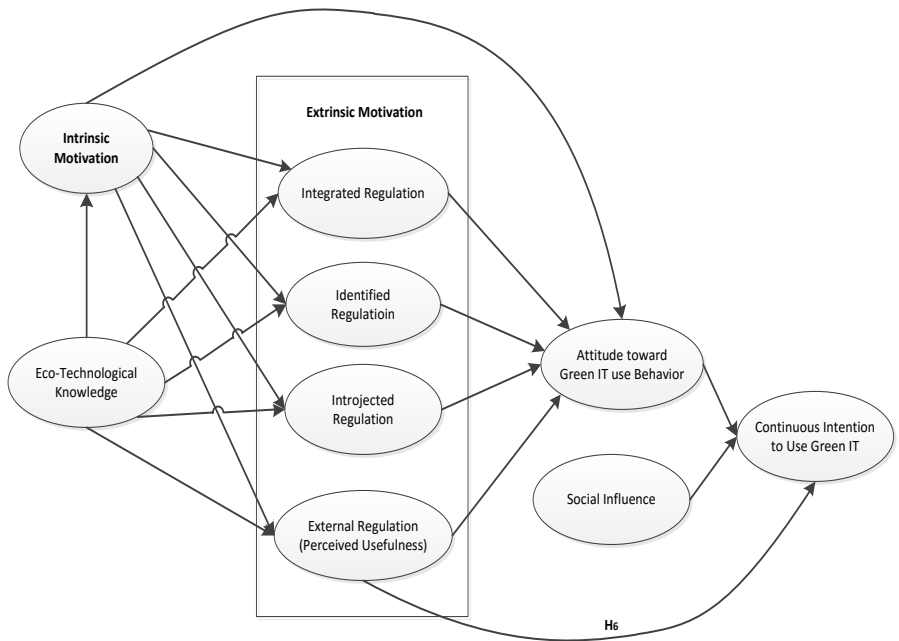 Extrinsic Motivation
Intrinsic
Motivation
Integrated Regulation
Identified
Regulatioin
Eco-Technological
Knowledge
Introjected
Regulation
Attitude toward
Green IT use Behavior
Continuous Intention
to Use Green IT
Social Influence
External Regulation
(Perceived Usefulness)
H6